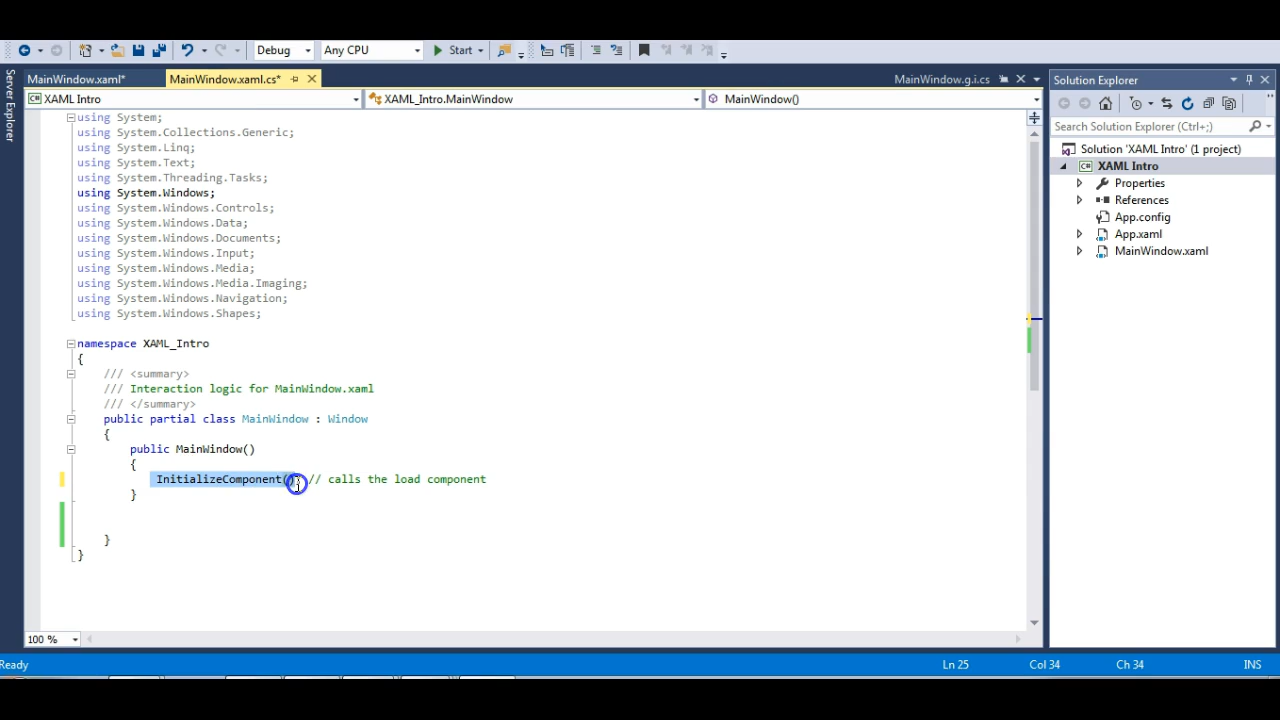 Debug Any CPU Start
Server Explorer
MainWindow.xaml* MainWindow.xaml.cs* MainWindow.g.i.cs
XAML Intro XAML_Intro.MainWindow MainWindow()
using System;
using System.Collections.Generic;
using System.Linq;
using System.Text;
using System.Threading.Tasks;
using System.Windows;
using System.Windows.Controls;
using System.Windows.Data;
using System.Windows.Documents;
using System.Windows.Input;
using System.Windows.Media;
using System.Windows.Media.Imaging;
using System.Windows.Navigation;
using System.Windows.Shapes;
namespace XAML_Intro
{
/// <summary>
/// Interaction logic for MainWindow.xaml
/// </summary>
public partial class MainWindow : Window
{
public MainWindow()
{
InitializeComponent(); // calls the load component
}
}
}
100 %
Solution Explorer
Search Solution Explorer (Ctrl+;)
Solution 'XAML Intro' (1 project)
C# XAML Intro
Properties
References
App.config
App.xaml
MainWindow.xaml
Ready Ln 25 Col 34 Ch 34 INS